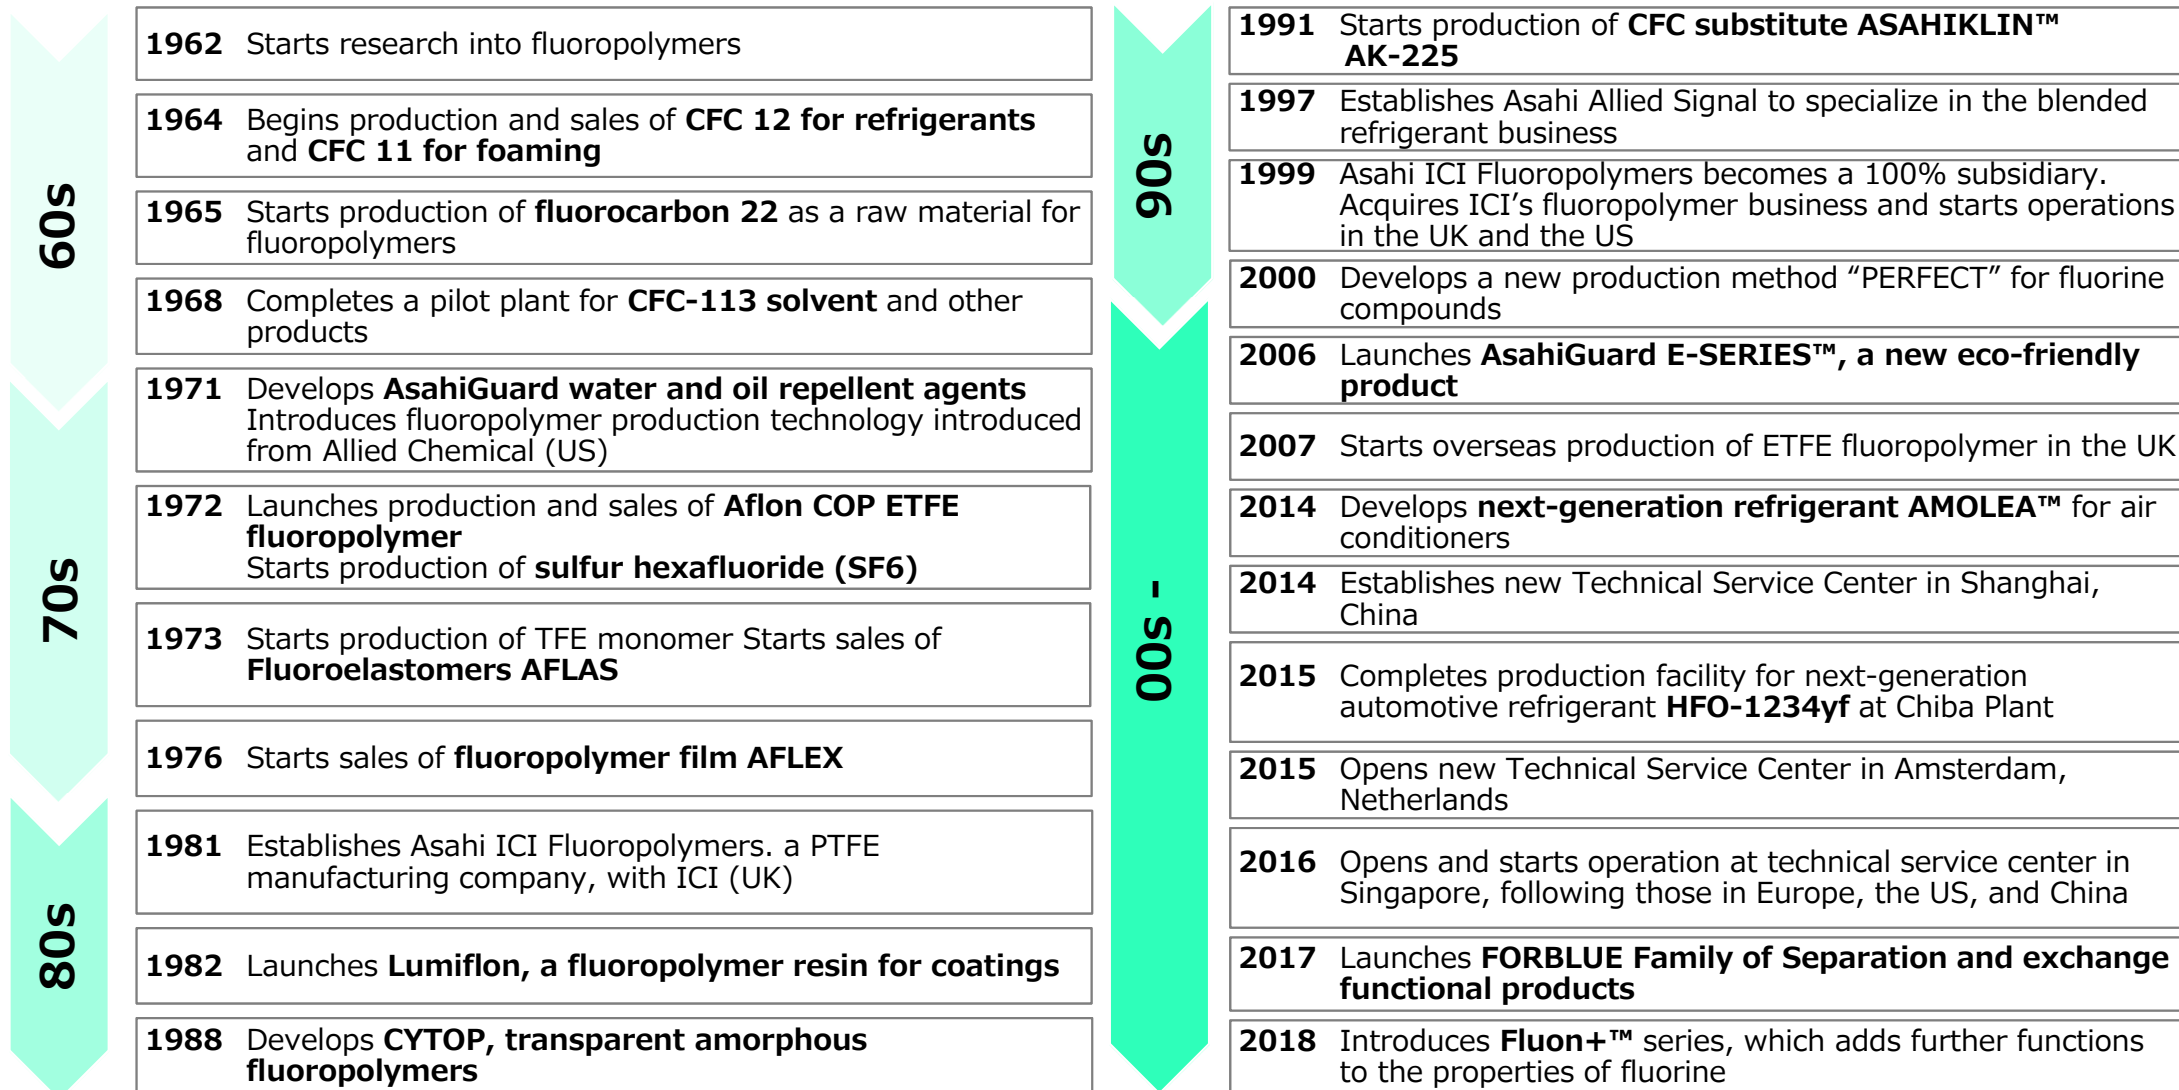 60s
1962 Starts research into fluoropolymers
1964 Begins production and sales of CFC 12 for refrigerants
and CFC 11 for foaming
1965 Starts production of fluorocarbon 22 as a raw material for
fluoropolymers
1968 Completes a pilot plant for CFC-113 solvent and other
products
70s
1971 Develops AsahiGuard water and oil repellent agents
Introduces fluoropolymer production technology introduced
from Allied Chemical (US)
1972 Launches production and sales of Aflon COP ETFE
fluoropolymer
Starts production of sulfur hexafluoride (SF6)
1973 Starts production of TFE monomer Starts sales of
Fluoroelastomers AFLAS
1976 Starts sales of fluoropolymer film AFLEX
80s
1981 Establishes Asahi ICI Fluoropolymers. a PTFE
manufacturing company, with ICI (UK)
1982 Launches Lumiflon, a fluoropolymer resin for coatings
1988 Develops CYTOP, transparent amorphous
fluoropolymers
90s
1991 Starts production of CFC substitute ASAHIKLIN™
AK-225
1997 Establishes Asahi Allied Signal to specialize in the blended
refrigerant business
1999 Asahi ICI Fluoropolymers becomes a 100% subsidiary.
Acquires ICI’s fluoropolymer business and starts operations
in the UK and the US
00s -
2000 Develops a new production method “PERFECT” for fluorine
compounds
2006 Launches AsahiGuard E-SERIES™, a new eco-friendly
product
2007 Starts overseas production of ETFE fluoropolymer in the UK
2014 Develops next-generation refrigerant AMOLEA™ for air
conditioners
2014 Establishes new Technical Service Center in Shanghai,
China
2015 Completes production facility for next-generation
automotive refrigerant HFO-1234yf at Chiba Plant
2015 Opens new Technical Service Center in Amsterdam,
Netherlands
2016 Opens and starts operation at technical service center in
Singapore, following those in Europe, the US, and China
2017 Launches FORBLUE Family of Separation and exchange
functional products
2018 Introduces Fluon+™ series, which adds further functions
to the properties of fluorine